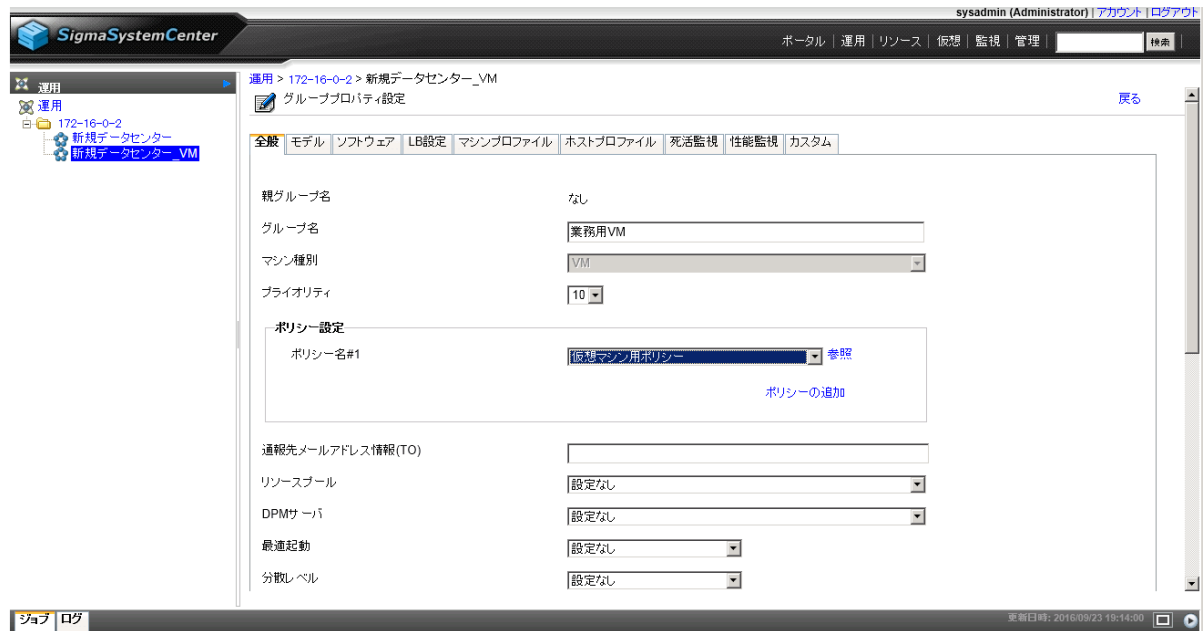 sysadmin (Administrator) | アカウント | ログアウト
SigmaSystemCenter
ポータル | 運用 | リソース | 仮想 | 監視 | 管理 | 検索
運用
運用
172-16-0-2
新規データセンター
新規データセンター_VM
運用 > 172-16-0-2 > 新規データセンター_VM
グループプロパティ設定
戻る
全般 モデル ソフトウェア LB設定 マシンプロファイル ホストプロファイル 死活監視 性能監視 カスタム
親グループ名 なし
グループ名 業務用VM
マシン種別 VM
プライオリティ 10
ポリシー設定
ポリシー名#1 仮想マシン用ポリシー 参照
ポリシーの追加
通報先メールアドレス情報(TO)
リソースプール 設定なし
DPMサーバ 設定なし
最適起動 設定なし
分散レベル 設定なし
ジョブ ログ
更新日時: 2016/09/23 19:14:00